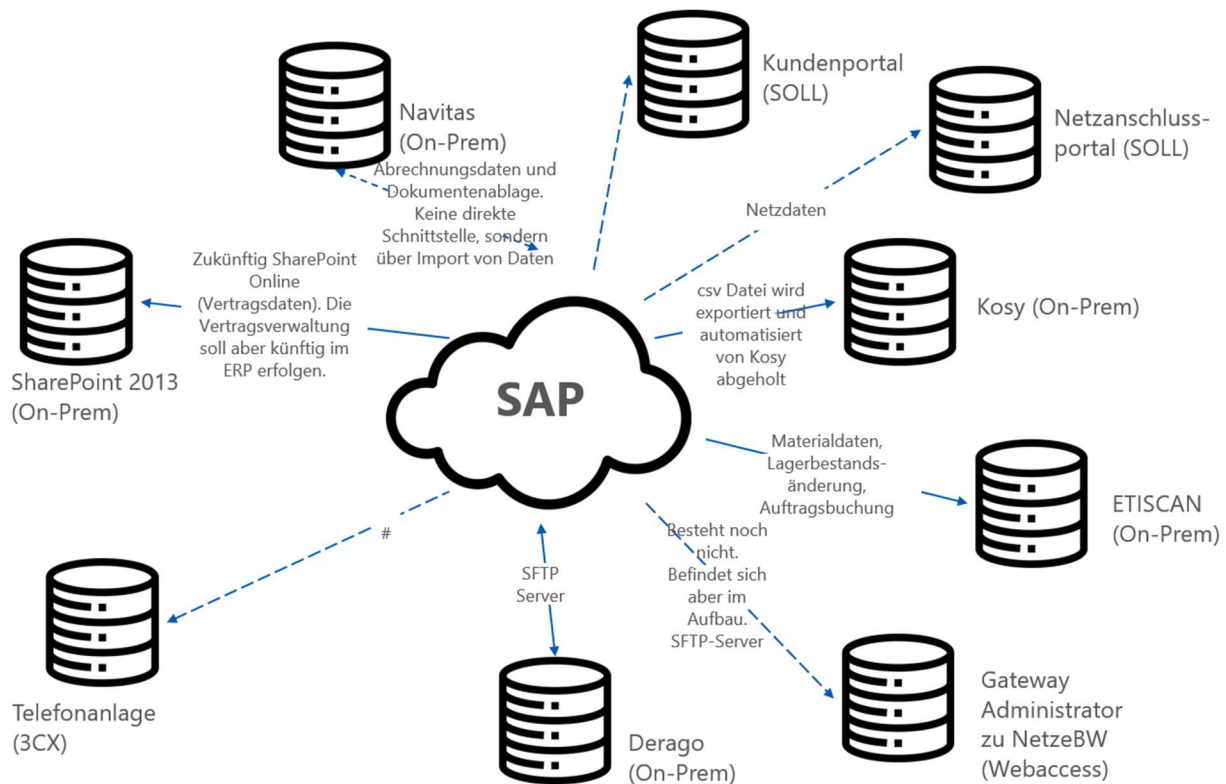 Kundenportal
(SOLL)
Navitas
(On-Prem)
Netzanschluss-
portal (SOLL)
Abrechnungsdaten und
Dokumentenablage.
Keine direkte
Schnittstelle, sondern
über Import von Daten
Netzdaten
Zukünftig SharePoint
Online
(Vertragsdaten). Die
Vertragsverwaltung
soll aber künftig im
ERP erfolgen.
csv Datei wird
exportiert und
automatisiert
von Kosy
abgeholt
Kosy (On-Prem)
SharePoint 2013
(On-Prem)
SAP
Materialdaten,
Lagerbestands-
änderung,
Auftragsbuchung
ETISCAN
(On-Prem)
#
SFTP
Server
Besteht noch
nicht.
Befindet sich
aber im
Aufbau.
SFTP-Server
Telefonanlage
(3CX)
Derago
(On-Prem)
Gateway
Administrator
zu NetzeBW
(Webaccess)